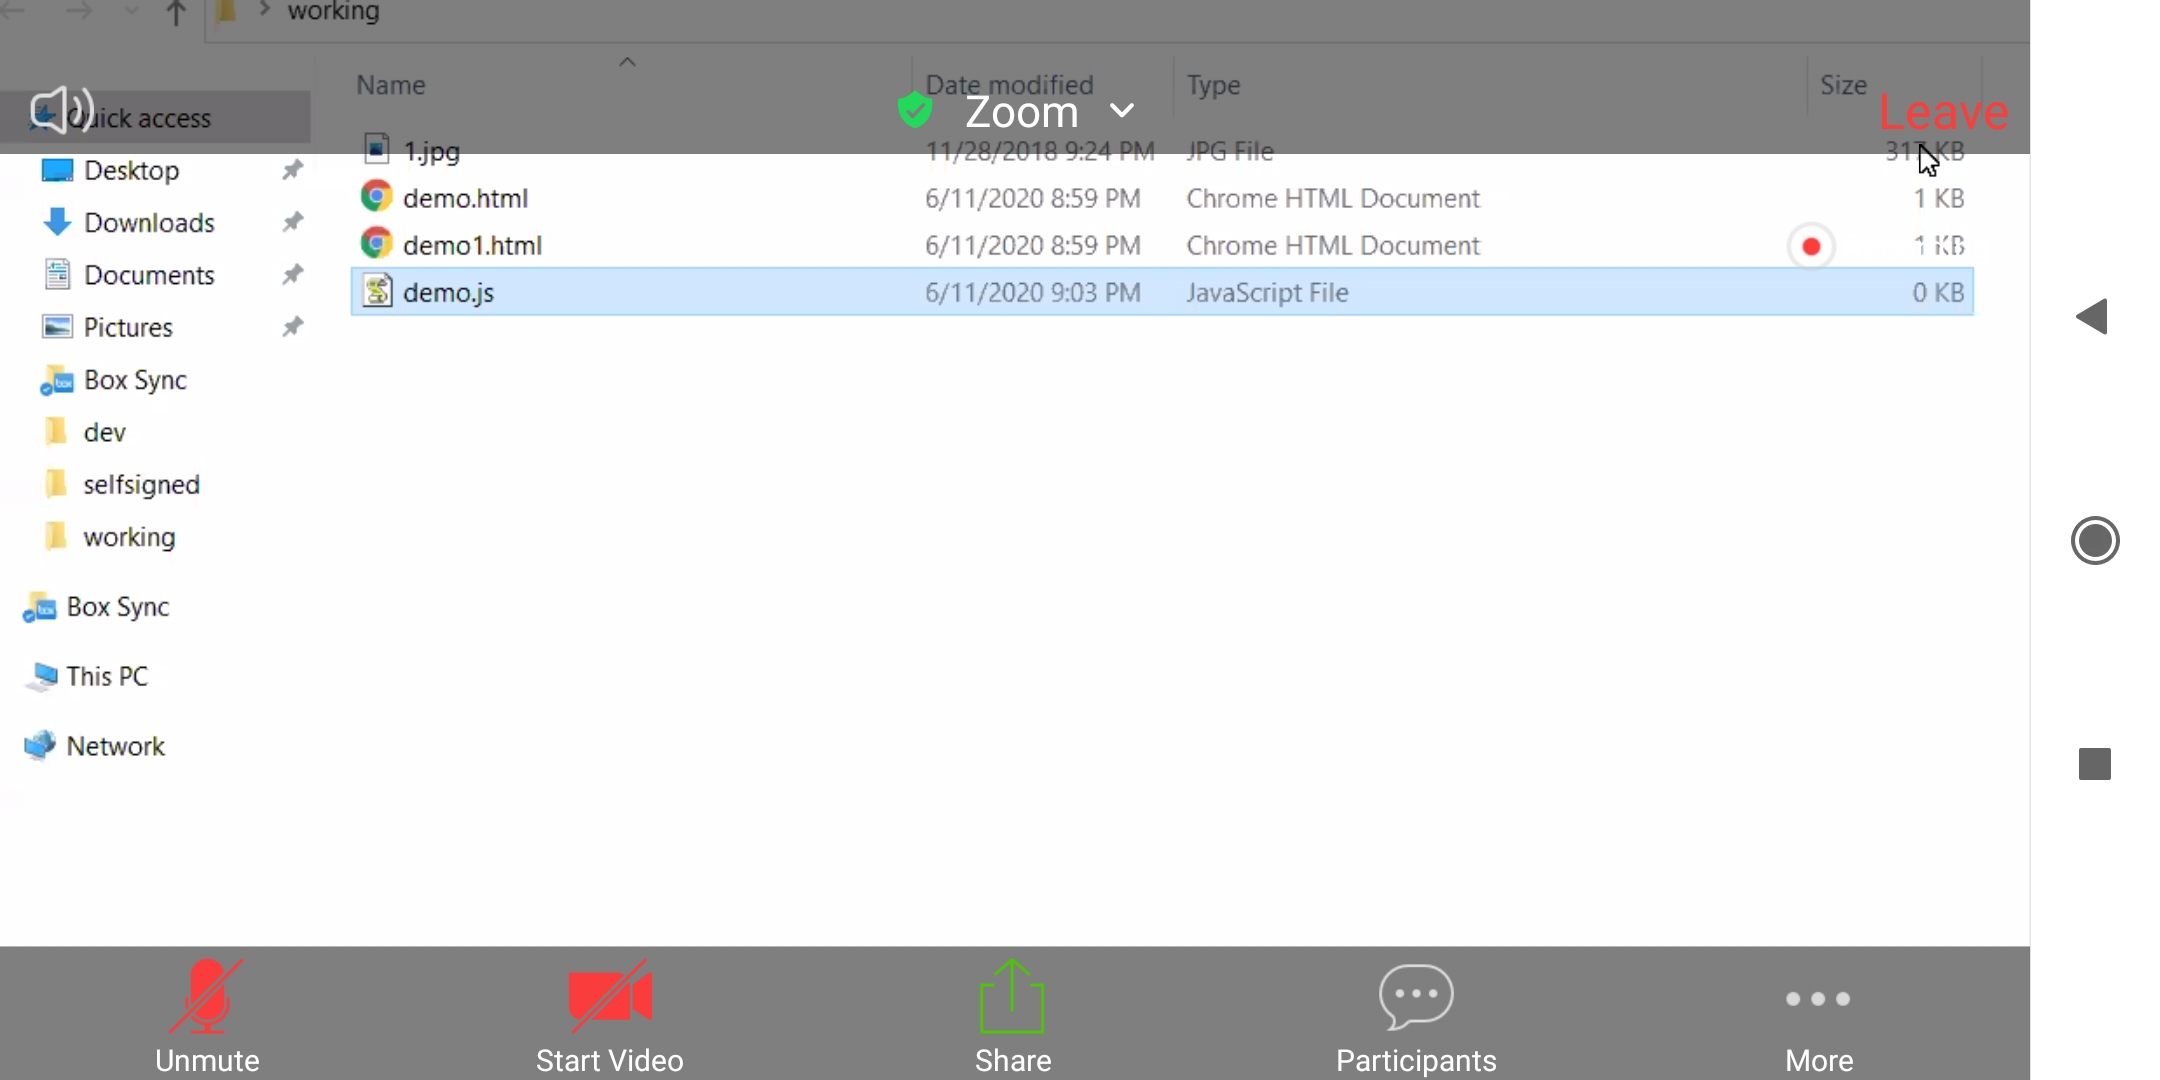 working
Name Date modified Type Size
Quick access
Zoom
Leave
1.jpg 11/28/2018 9:24 PM JPG File 317 KB
Desktop
demo.html 6/11/2020 8:59 PM Chrome HTML Document 1 KB
Downloads
demo1.html 6/11/2020 8:59 PM Chrome HTML Document 1 KB
Documents
demo.js 6/11/2020 9:03 PM JavaScript File 0 KB
Pictures
Box Sync
dev
selfsigned
working
Box Sync
This PC
Network
Unmute Start Video Share Participants More